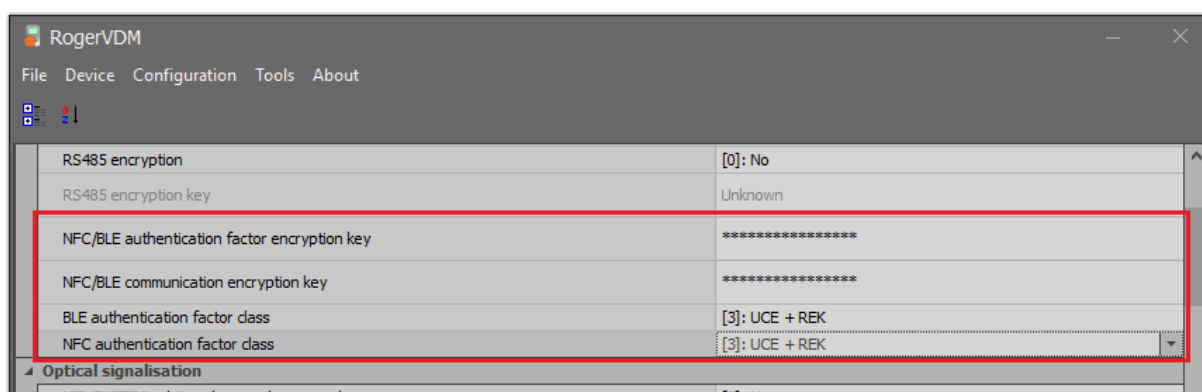 RogerVDM
File Device Configuration Tools About
RS485 encryption [0]: No
RS485 encryption key Unknown
NFC/BLE authentication factor encryption key ****************
NFC/BLE communication encryption key ****************
BLE authentication factor class [3]: UCE + REK
NFC authentication factor class [3]: UCE + REK
Optical signalisation